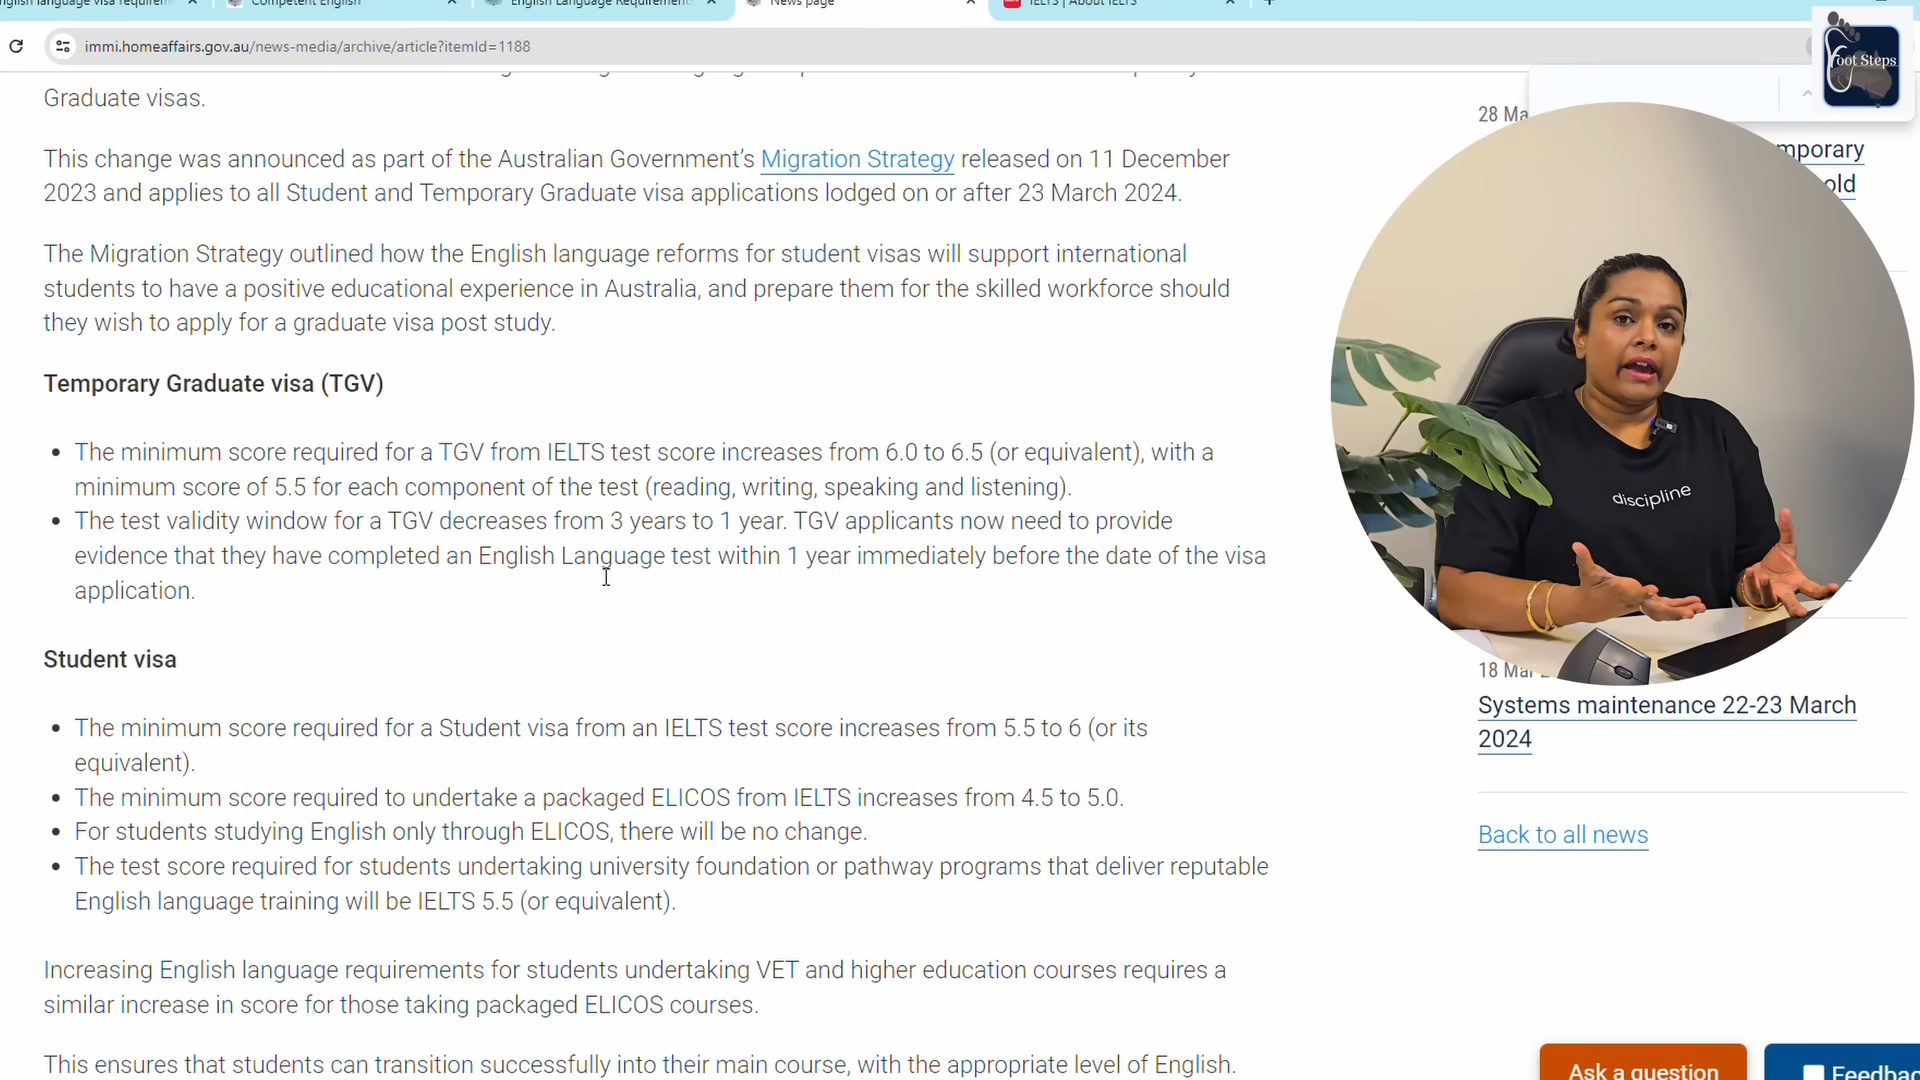 Competent English
English Language Requirement
News page
IELTS | About IELTS
immi.homeaffairs.gov.au/news-media/archive/article?itemId=1188
Foot Steps
Graduate visas.
This change was announced as part of the Australian Government's Migration Strategy released on 11 December
2023 and applies to all Student and Temporary Graduate visa applications lodged on or after 23 March 2024.
The Migration Strategy outlined how the English language reforms for student visas will support international
students to have a positive educational experience in Australia, and prepare them for the skilled workforce should
they wish to apply for a graduate visa post study.
Temporary Graduate visa (TGV)
The minimum score required for a TGV from IELTS test score increases from 6.0 to 6.5 (or equivalent), with a
minimum score of 5.5 for each component of the test (reading, writing, speaking and listening).
The test validity window for a TGV decreases from 3 years to 1 year. TGV applicants now need to provide
evidence that they have completed an English Language test within 1 year immediately before the date of the visa
application.
Student visa
The minimum score required for a Student visa from an IELTS test score increases from 5.5 to 6 (or its
equivalent).
The minimum score required to undertake a packaged ELICOS from IELTS increases from 4.5 to 5.0.
For students studying English only through ELICOS, there will be no change.
The test score required for students undertaking university foundation or pathway programs that deliver reputable
English language training will be IELTS 5.5 (or equivalent).
Increasing English language requirements for students undertaking VET and higher education courses requires a
similar increase in score for those taking packaged ELICOS courses.
This ensures that students can transition successfully into their main course, with the appropriate level of English.
28 Ma
mporary
old
discipline
18 Mar
Systems maintenance 22-23 March
2024
Back to all news
Ask a question
Feedbac